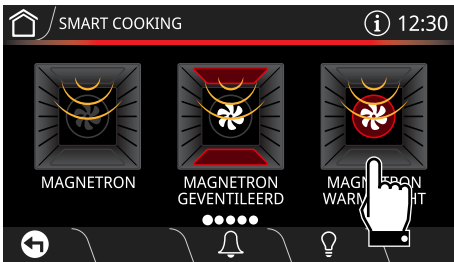 SMART COOKING
i 12:30
MAGNETRON
MAGNETRON
GEVENTILEERD